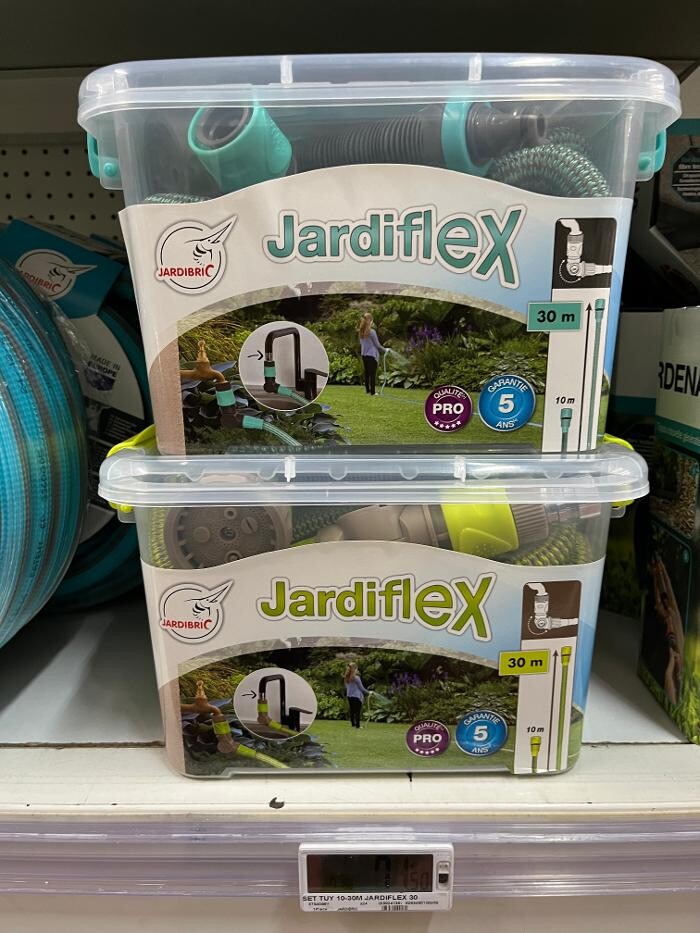 JARDIBRIC
JardifleX
30 m
10 m
QUALITÉ
PRO
GARANTIE
5
ANS
JARDIBRIC
MADE IN
EUROPE
JARDIBRIC
JardifleX
30 m
10 m
QUALITÉ
PRO
GARANTIE
5
ANS
RDENA
SET TUY 10-30M JARDIFLEX 30
JARDIBRIC